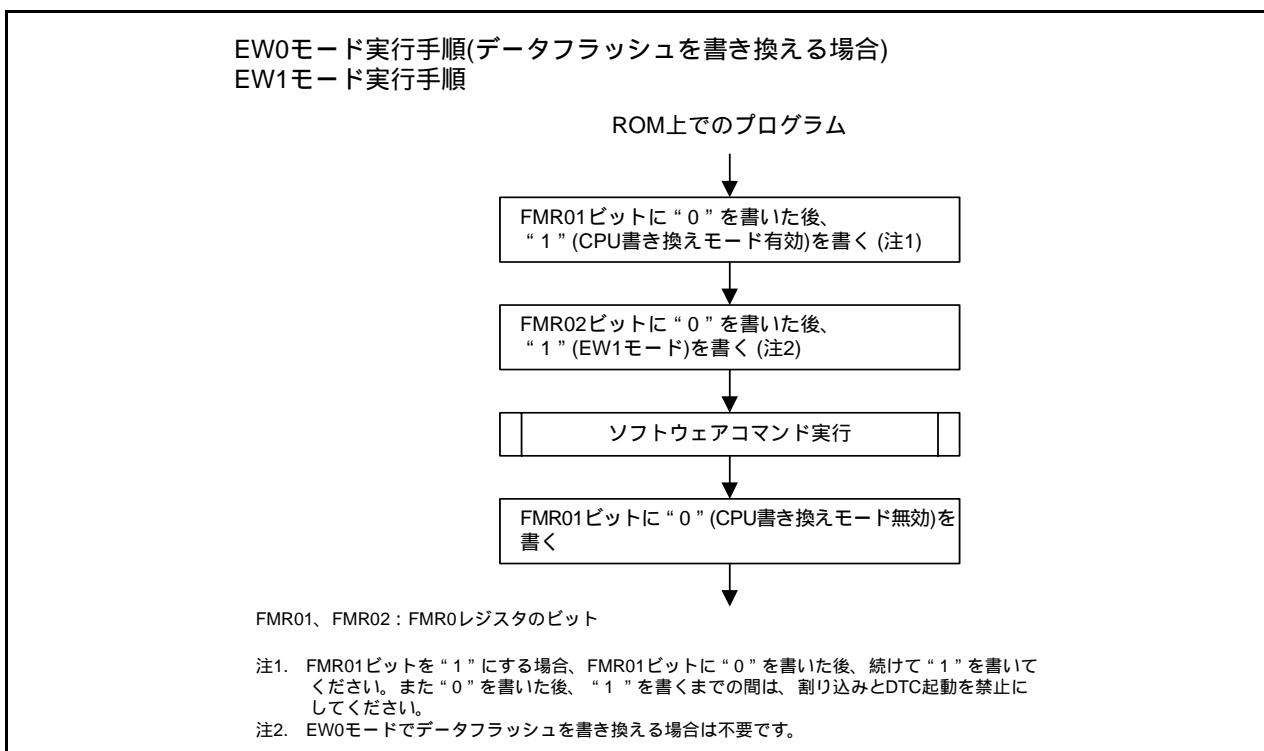 EW0モード実行手順(データフラッシュを書き換える場合)
EW1モード実行手順
ROM上でのプログラム
FMR01ビットに“0”を書いた後、
“1”(CPU書き換えモード有効)を書く(注1)
FMR02ビットに“0”を書いた後、
“1”(EW1モード)を書く(注2)
ソフトウェアコマンド実行
FMR01ビットに“0”(CPU書き換えモード無効)を
書く
FMR01、FMR02：FMR0レジスタのビット
注1. FMR01ビットを“1”にする場合、FMR01ビットに“0”を書いた後、続けて“1”を書いて
ください。また“0”を書いた後、“1”を書くまでの間は、割り込みとDTC起動を禁止に
してください。
注2. EW0モードでデータフラッシュを書き換える場合は不要です。